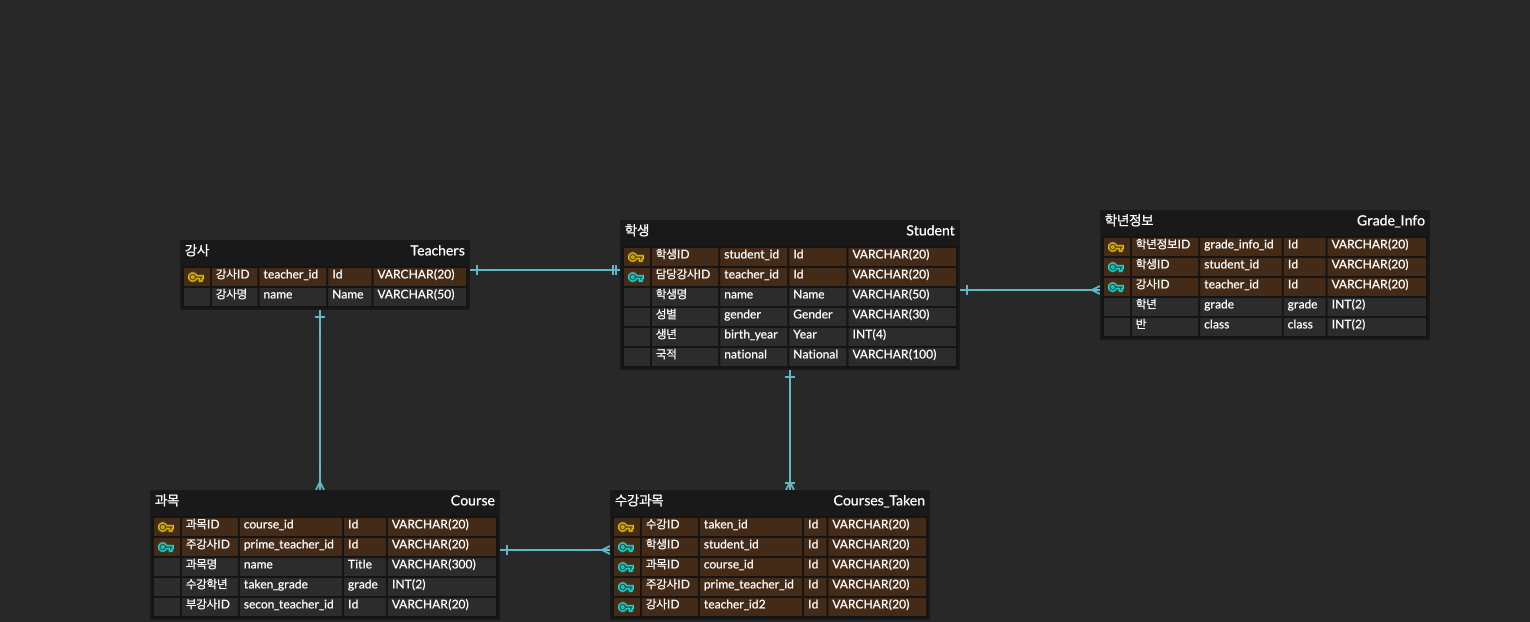 강사 Teachers
강사ID teacher_id Id VARCHAR(20)
강사명 name Name VARCHAR(50)
학생 Student
학생ID student_id Id VARCHAR(20)
담당강사ID teacher_id Id VARCHAR(20)
학생명 name Name VARCHAR(50)
성별 gender Gender VARCHAR(30)
생년 birth_year Year INT(4)
국적 national National VARCHAR(100)
학년정보 Grade_Info
학년정보ID grade_info_id Id VARCHAR(20)
학생ID student_id Id VARCHAR(20)
강사ID teacher_id Id VARCHAR(20)
학년 grade grade INT(2)
반 class class INT(2)
과목 Course
과목ID course_id Id VARCHAR(20)
주강사ID prime_teacher_id Id VARCHAR(20)
과목명 name Title VARCHAR(300)
수강학년 taken_grade grade INT(2)
부강사ID secon_teacher_id Id VARCHAR(20)
수강과목 Courses_Taken
수강ID taken_id Id VARCHAR(20)
학생ID student_id Id VARCHAR(20)
과목ID course_id Id VARCHAR(20)
주강사ID prime_teacher_id Id VARCHAR(20)
강사ID teacher_id2 Id VARCHAR(20)